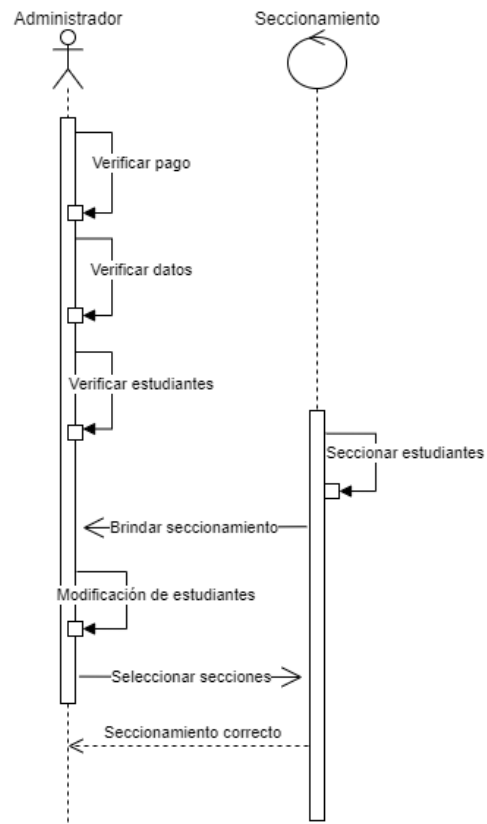 Administrador
Seccionamiento
Verificar pago
Verificar datos
Verificar estudiantes
Seccionar estudiantes
Brindar seccionamiento
Modificación de estudiantes
Seleccionar secciones
Seccionamiento correcto